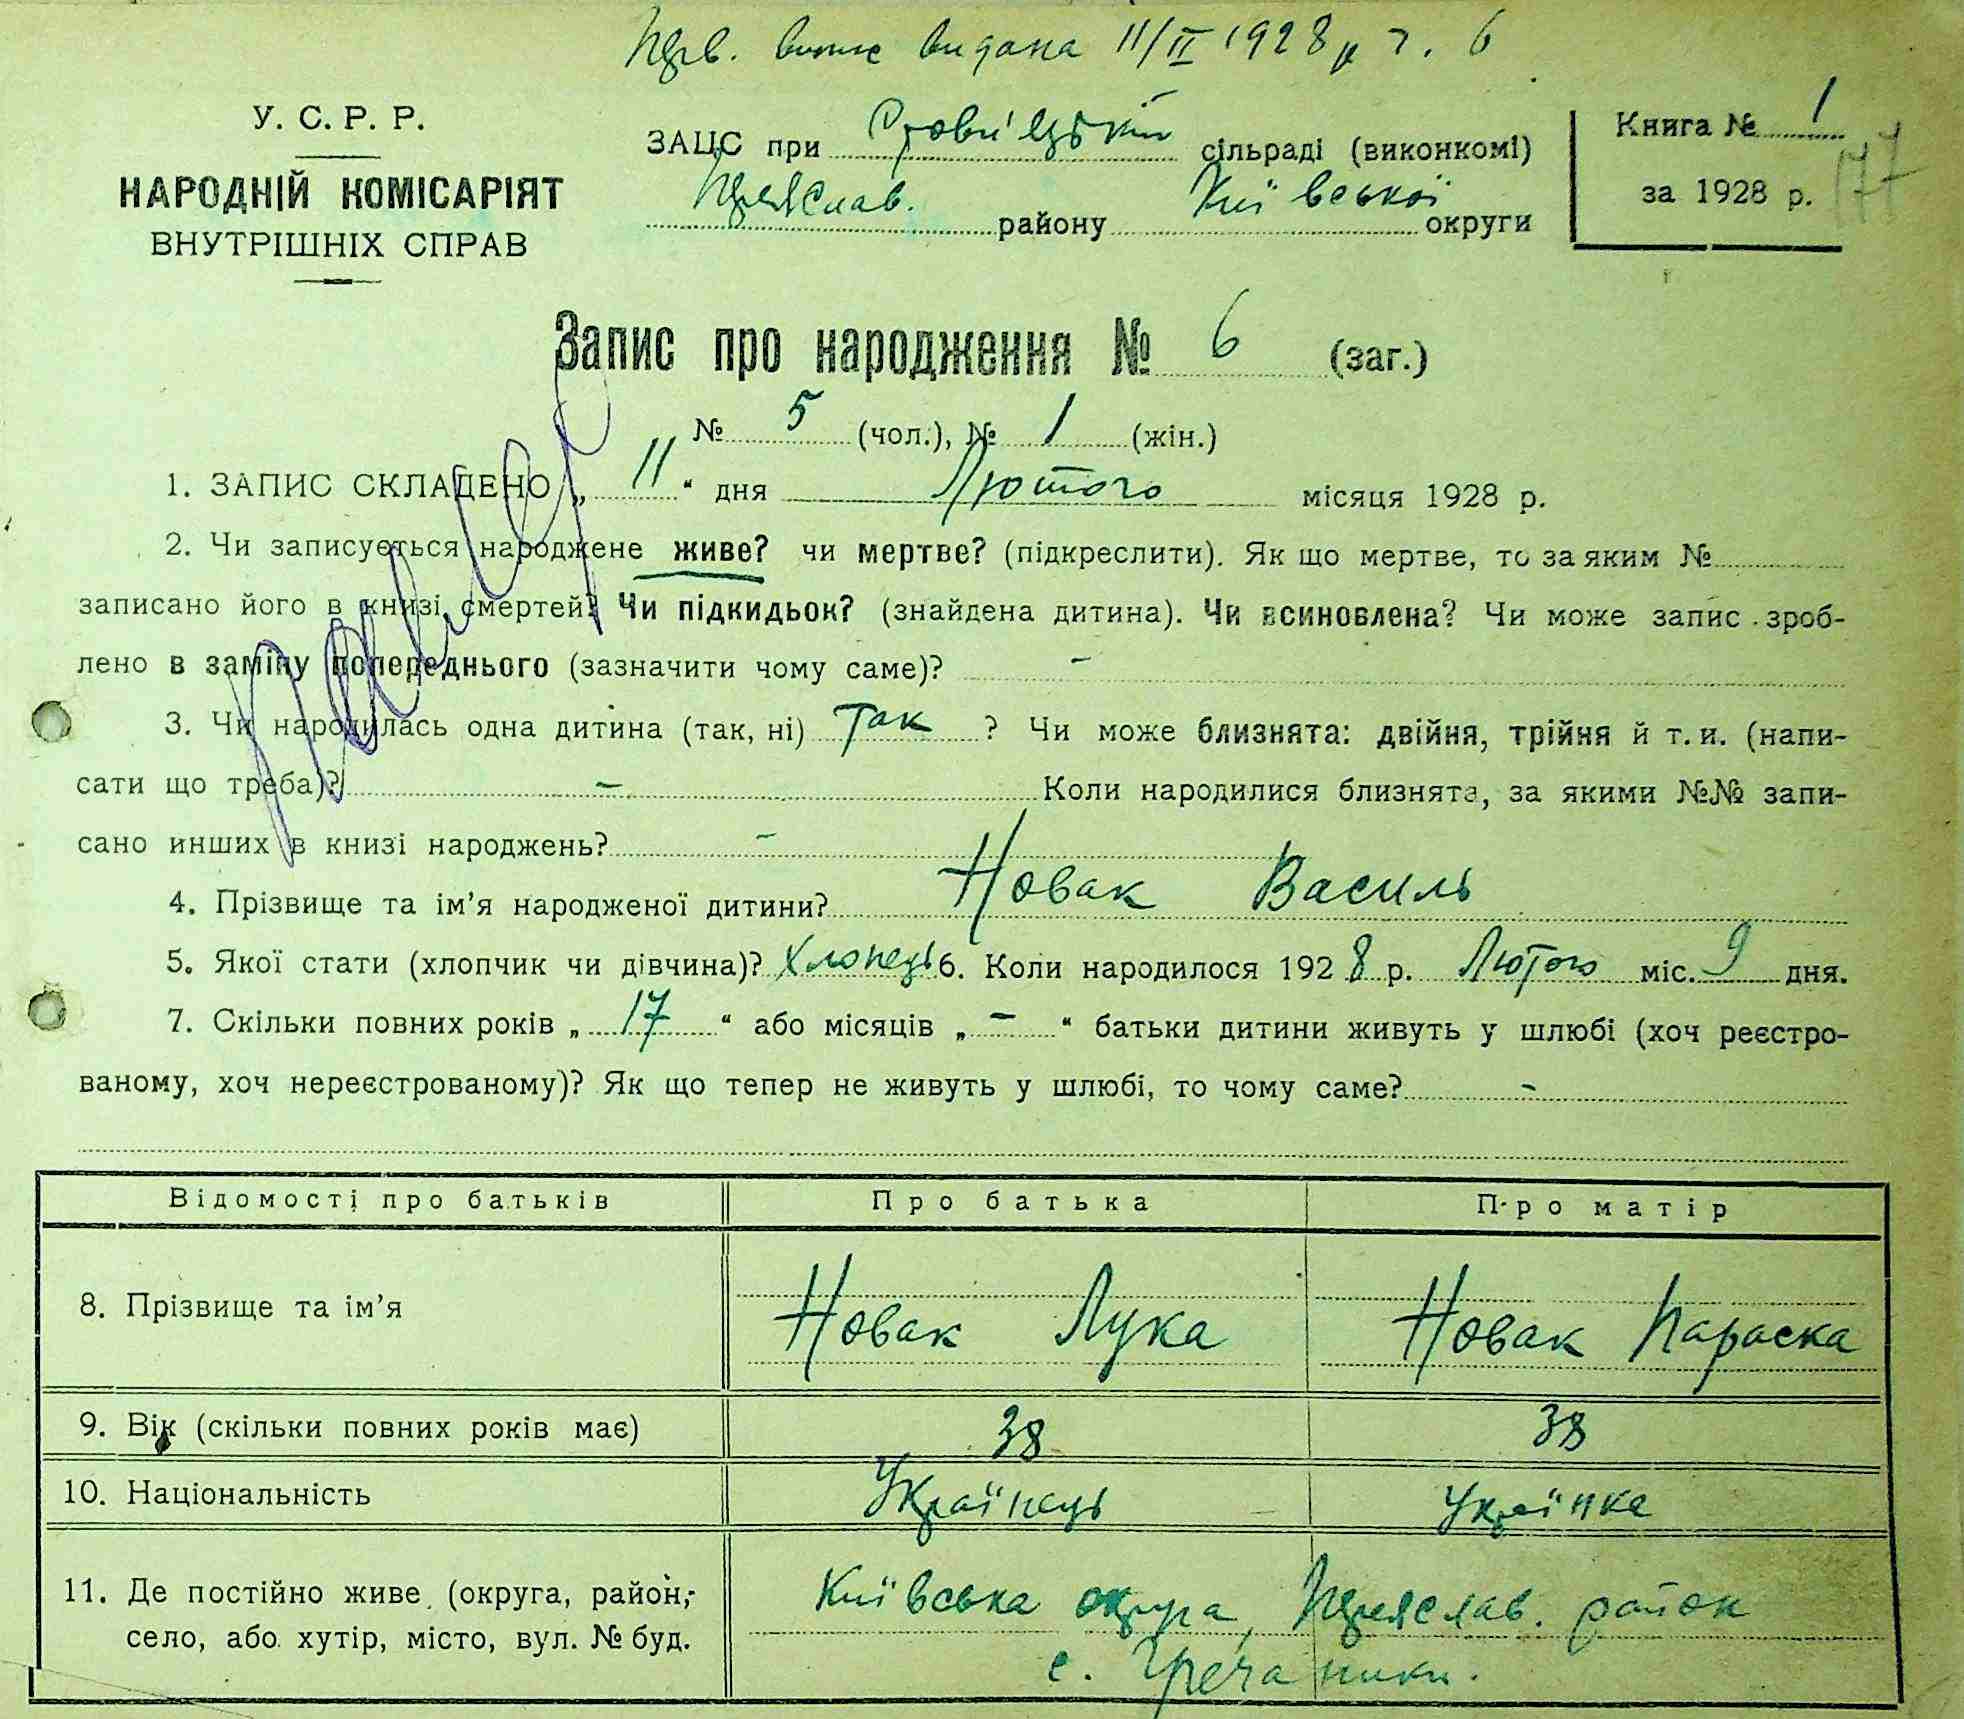 видана 11/II 1928 р ч. 6
У. С. Р. Р.
НАРОДНІЙ КОМІСАРІЯТ
ВНУТРІШНІХ СПРАВ
ЗАЦС при сільраді (виконкомі)
Переяслав. району Київської округи
Книга № 1
за 1928 р. 177
Запис про народження № 6 (заг.)
№ 5 (чол.), № 1 (жін.)
1. ЗАПИС СКЛАДЕНО „ 11 “ дня Лютого місяця 1928 р.
2. Чи записується народжене живе? чи мертве? (підкреслити). Як що мертве, то за яким №
записано його в книзі смертей? Чи підкидьок? (знайдена дитина). Чи всиновлена? Чи може запис зроб-
лено в заміну попереднього (зазначити чому саме)? -
3. Чи народилась одна дитина (так, ні) так ? Чи може близнята: двійня, трійня й т. и. (напи-
сати що треба)? - Коли народилися близнята, за якими №№ запи-
сано инших в книзі народжень? -
4. Прізвище та ім'я народженої дитини? Новак Василь
5. Якої стати (хлопчик чи дівчина)? хлопець 6. Коли народилося 1928 р. Лютого міс. 9 дня.
7. Скільки повних років „ 17 “ або місяців „ - “ батьки дитини живуть у шлюбі (хоч реєстро-
ваному, хоч нереєстрованому)? Як що тепер не живуть у шлюбі, то чому саме? -
Відомості про батьків Про батька Про матір
8. Прізвище та ім'я Новак Лука Новак Параска
9. Вік (скільки повних років має) 38 38
10. Національність Українець Українка
11. Де постійно живе (округа, район, Київська округа, Переяслав. район
село, або хутір, місто, вул. № буд. с. Гречаники.